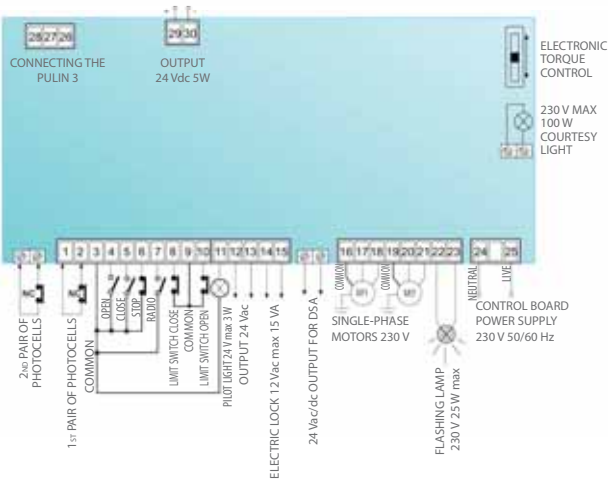 - +
28 27 26
29 30
CONNECTING THE
PULIN 3
OUTPUT
24 Vdc 5W
ELECTRONIC
TORQUE
CONTROL
230 V MAX
100 W
COURTESY
LIGHT
1 2 3 4 5 6 7 8 9 10 11 12 13 14 15
16 17 18 19 20 21 22 23
24 25
NC
2ND PAIR OF
PHOTOCELLS
NC
1ST PAIR OF PHOTOCELLS
COMMON
OPEN
CLOSE
STOP
RADIO
LIMIT SWITCH CLOSE
COMMON
LIMIT SWITCH OPEN
PILOT LIGHT 24 V max 3W
OUTPUT 24 Vac
ELECTRIC LOCK 12 Vac max 15 VA
24 Vac/dc OUTPUT FOR DSA
COMMON
M1
COMMON
M2
SINGLE-PHASE
MOTORS 230 V
FLASHING LAMP
230 V 25W max
NEUTRAL
LIVE
CONTROL BOARD
POWER SUPPLY
230 V 50/60 Hz